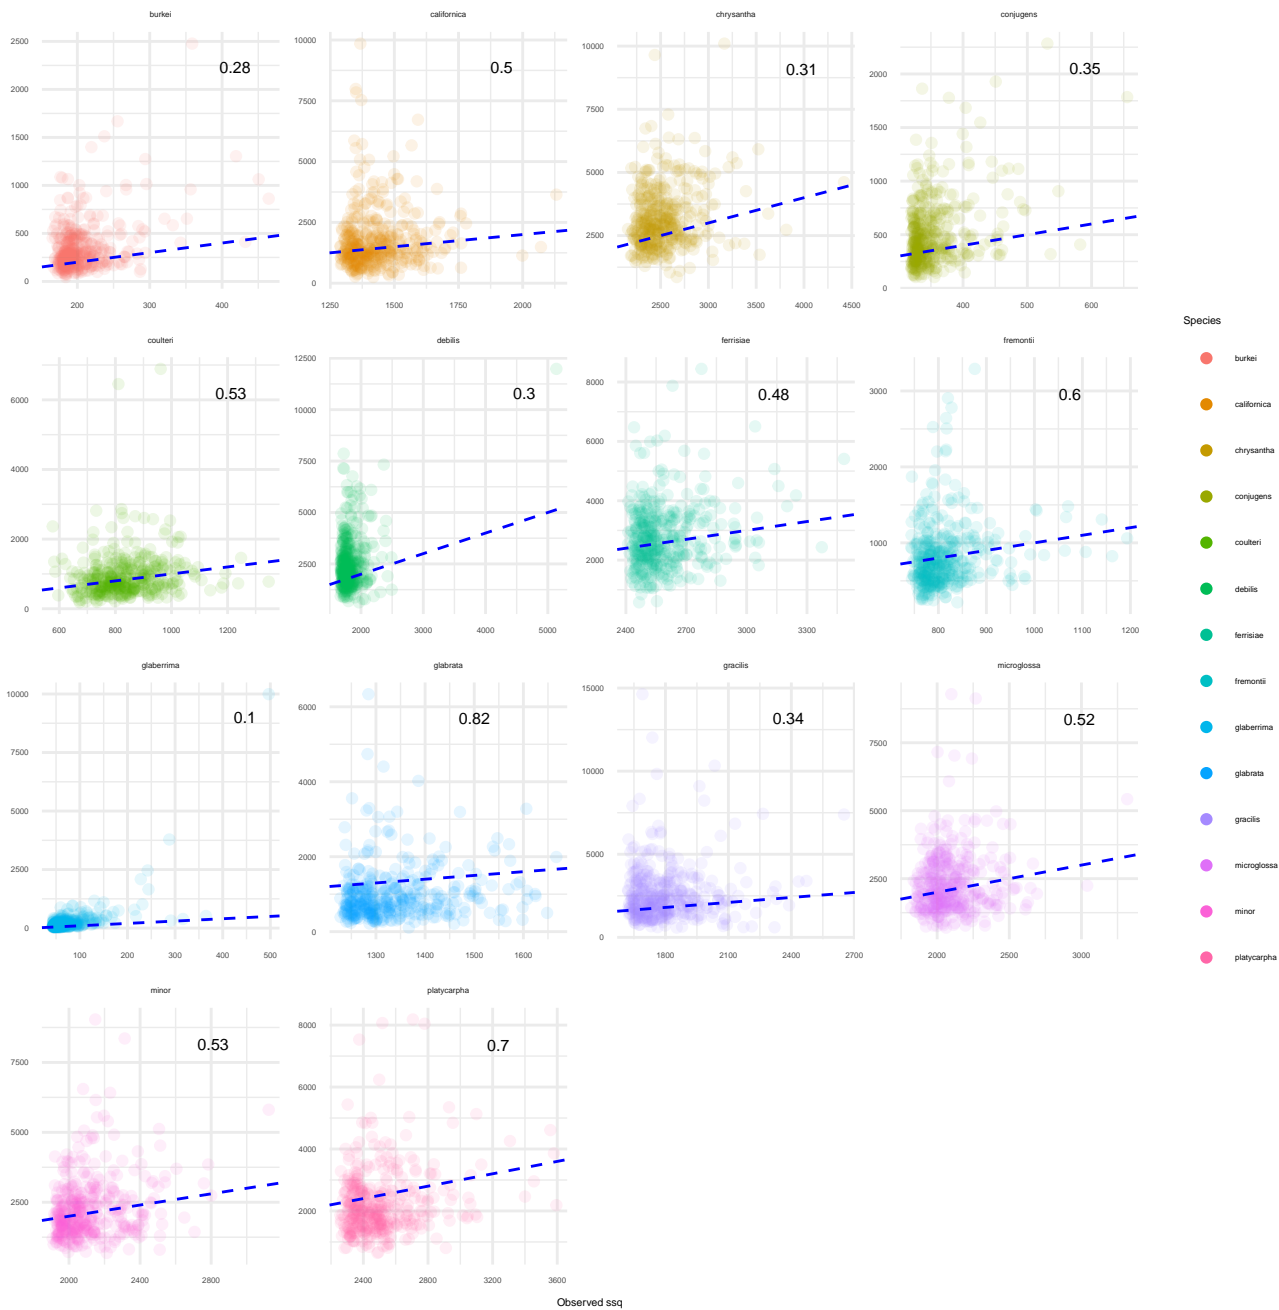 burkei
californica
chrysantha
conjugens
0.28
0.5
0.31
0.35
2500
2000
1500
1000
500
0
10000
7500
5000
2500
0
10000
7500
5000
2500
2000
1500
1000
500
0
200 300 400
1250 1500 1750 2000
2500 3000 3500 4000 4500
400 500 600
coulteri
debilis
ferrisiae
fremontii
0.53
0.3
0.48
0.6
6000
4000
2000
0
12500
10000
7500
5000
2500
8000
6000
4000
2000
3000
2000
1000
600 800 1000 1200
2000 3000 4000 5000
2400 2700 3000 3300
800 900 1000 1100 1200
glaberrima
glabrata
gracilis
microglossa
0.1
0.82
0.34
0.52
10000
7500
5000
2500
0
6000
4000
2000
0
15000
10000
5000
0
7500
5000
2500
100 200 300 400 500
1300 1400 1500 1600
1800 2100 2400 2700
2000 2500 3000
minor
platycarpha
0.53
0.7
7500
5000
2500
8000
6000
4000
2000
2000 2400 2800
2400 2800 3200 3600
Observed ssq
Species
burkei
californica
chrysantha
conjugens
coulteri
debilis
ferrisiae
fremontii
glaberrima
glabrata
gracilis
microglossa
minor
platycarpha